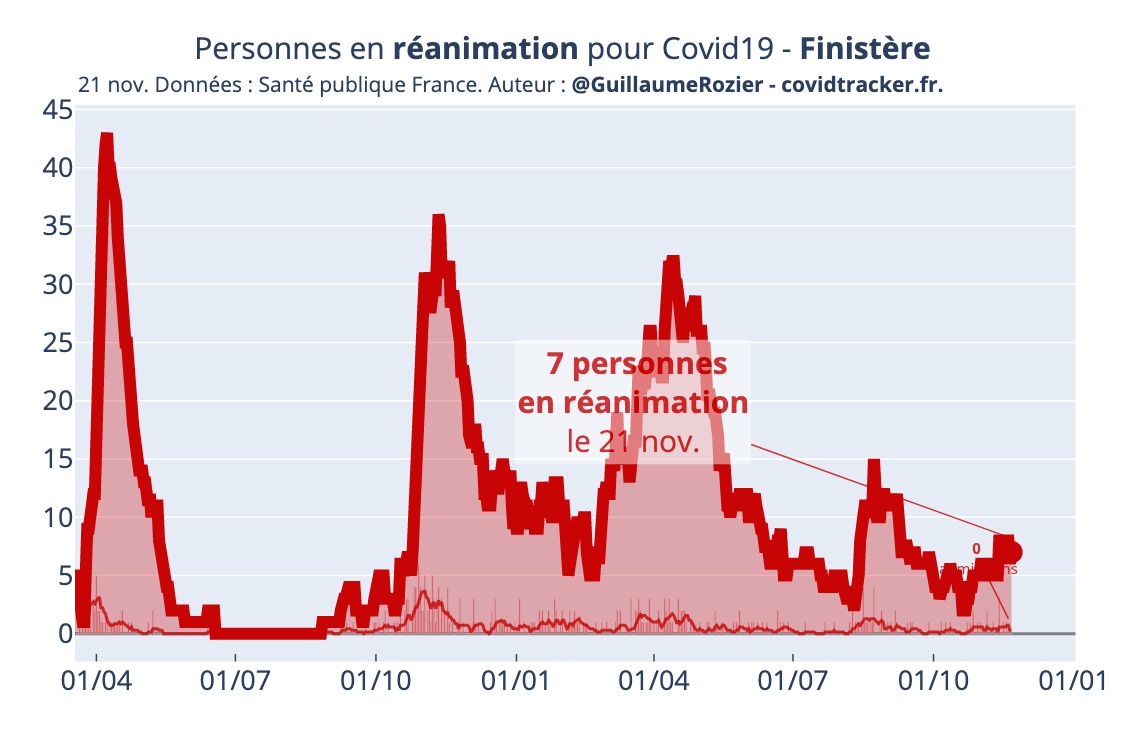 Personnes en réanimation pour Covid19 - Finistère
21 nov. Données : Santé publique France. Auteur : @GuillaumeRozier - covidtracker.fr.
45
40
35
30
25
20
15
10
5
0
7 personnes
en réanimation
le 21 nov.
0
01/04 01/07 01/10 01/01 01/04 01/07 01/10 01/01